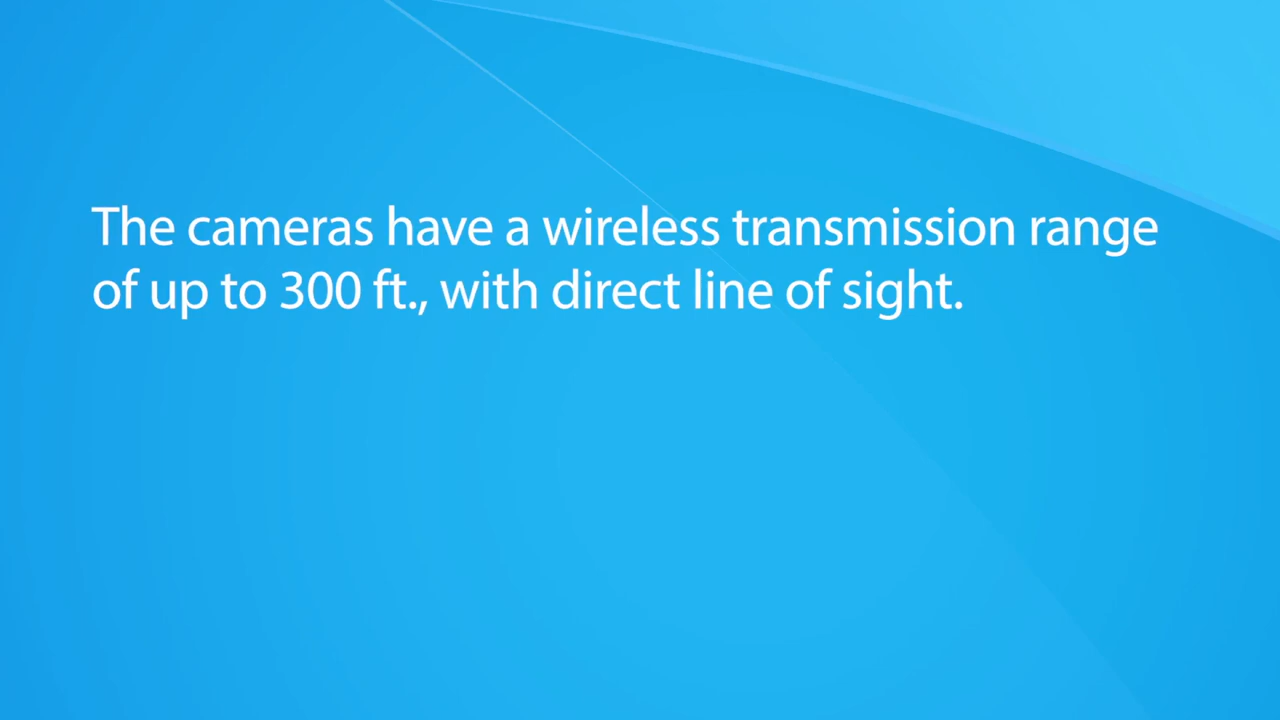 The cameras have a wireless transmission range
of up to 300 ft., with direct line of sight.